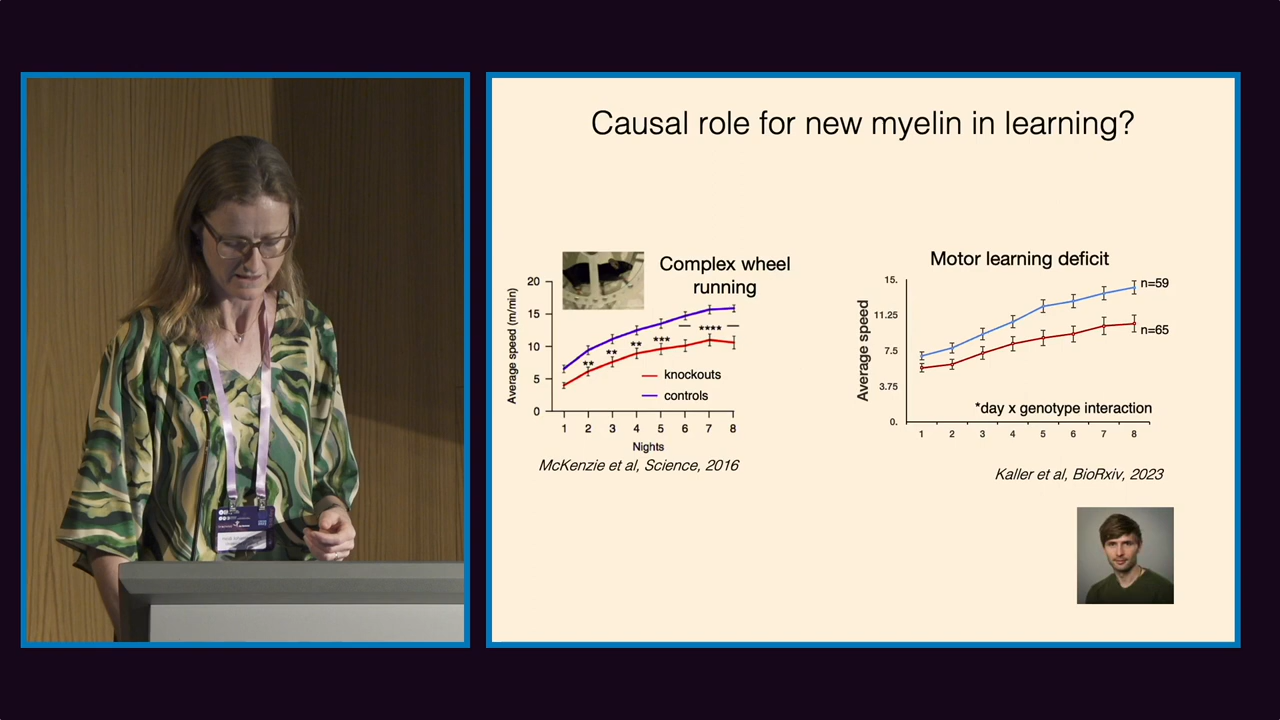 Causal role for new myelin in learning?
Complex wheel
running
Average speed (m/min)
20
15
10
5
0
**
**
**
***
****
knockouts
controls
1 2 3 4 5 6 7 8
Nights
McKenzie et al, Science, 2016
Motor learning deficit
Average speed
15.
11.25
7.5
3.75
0.
n=59
n=65
*day x genotype interaction
1 2 3 4 5 6 7 8
Kaller et al, BioRxiv, 2023